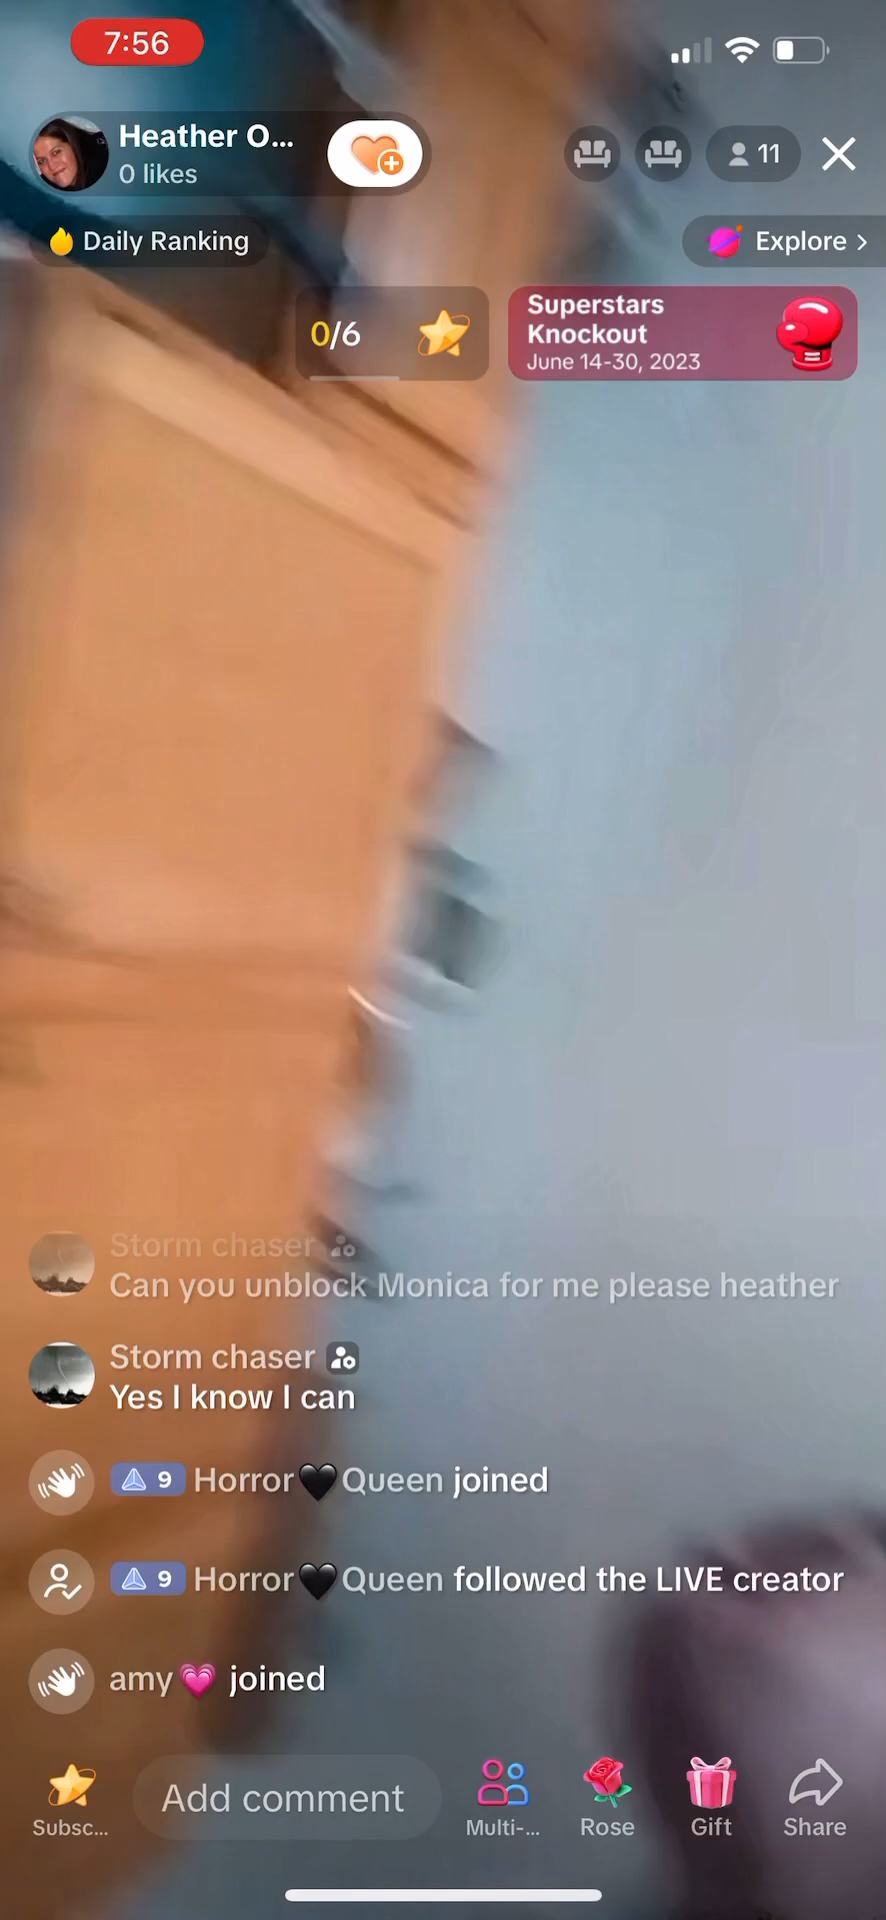 7:56
Heather O...
0 likes
11
Daily Ranking
Explore >
0/6
Superstars
Knockout
June 14-30, 2023
Storm chaser
Can you unblock Monica for me please heather
Storm chaser
Yes I know I can
9 Horror🖤Queen joined
9 Horror🖤Queen followed the LIVE creator
amy💗 joined
Add comment
Subsc...
Multi-...
Rose
Gift
Share